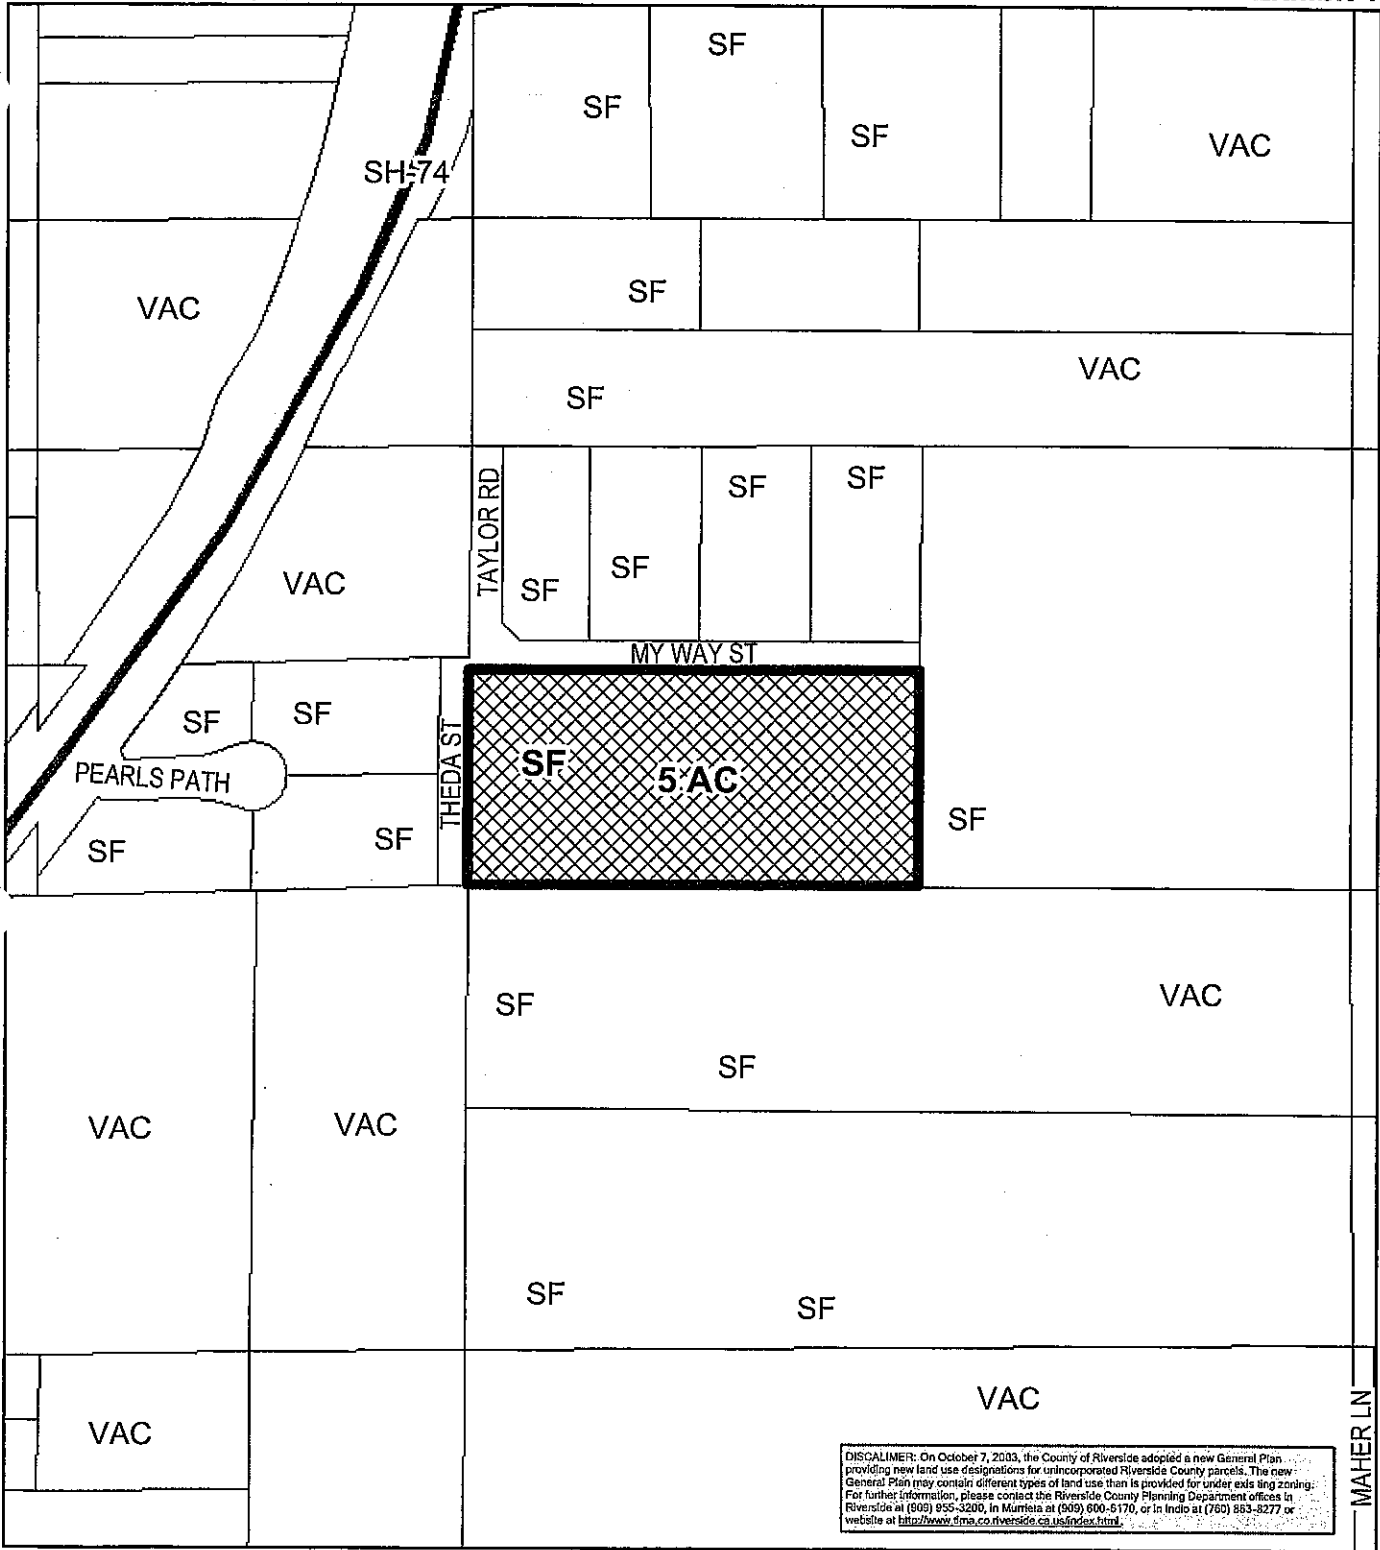 SF
SF
SF
VAC
SH-74
VAC
SF
VAC
SF
TAYLOR RD
SF
SF
SF
SF
VAC
MY WAY ST
SF
SF
THEDA ST
PEARLS PATH
SF
5 AC
SF
SF
SF
SF
VAC
SF
VAC
VAC
SF
SF
VAC
VAC
MAHER LN
DISCALIMER: On October 7, 2003, the County of Riverside adopted a new General Plan
providing new land use designations for unincorporated Riverside County parcels. The new
General Plan may contain different types of land use than is provided for under exis ting zoning.
For further information, please contact the Riverside County Planning Department offices in
Riverside at (909) 955-3200, in Murrieta at (909) 600-6170, or in Indio at (760) 863-8277 or
website at http://www.tlma.co.riverside.ca.us/index.html